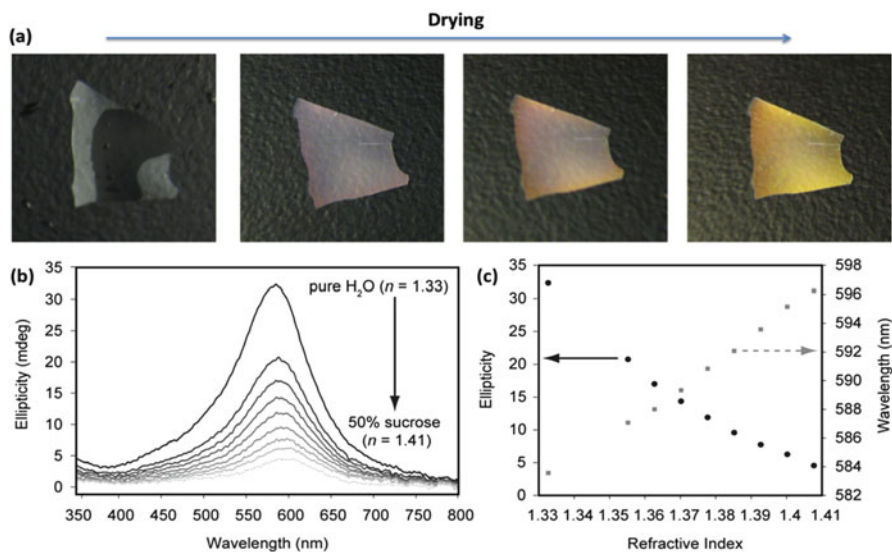 Drying
(a)
(b)
35
30
25
20
15
10
5
0
Ellipticity (mdeg)
pure H₂O (n = 1.33)
50% sucrose
(n = 1.41)
350 400 450 500 550 600 650 700 750 800
Wavelength (nm)
(c)
35
30
25
20
15
10
5
0
Ellipticity
598
596
594
592
590
588
586
584
582
Wavelength (nm)
1.33 1.34 1.35 1.36 1.37 1.38 1.39 1.4 1.41
Refractive Index